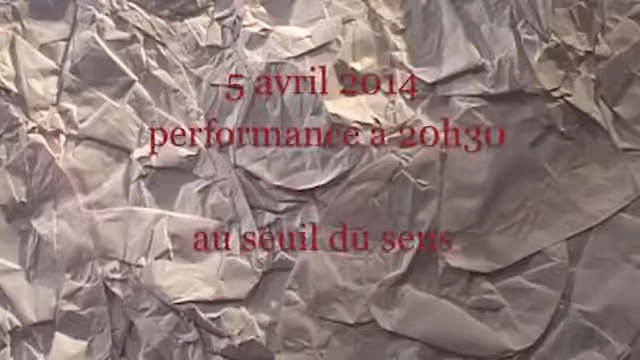 5 avril 2014
performance à 20h30
au seuil du sens